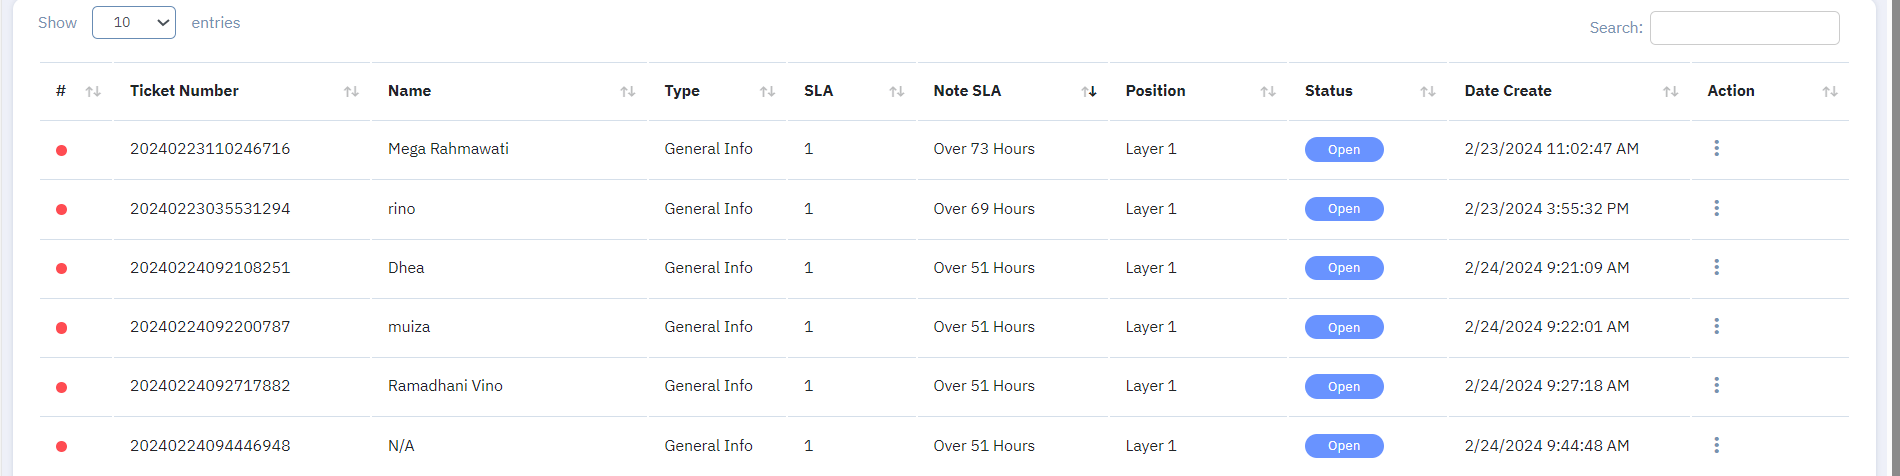 Show 10 entries Search:
# Ticket Number Name Type SLA Note SLA Position Status Date Create Action
20240223110246716 Mega Rahmawati General Info 1 Over 73 Hours Layer 1 Open 2/23/2024 11:02:47 AM
20240223035531294 rino General Info 1 Over 69 Hours Layer 1 Open 2/23/2024 3:55:32 PM
20240224092108251 Dhea General Info 1 Over 51 Hours Layer 1 Open 2/24/2024 9:21:09 AM
20240224092200787 muiza General Info 1 Over 51 Hours Layer 1 Open 2/24/2024 9:22:01 AM
20240224092717882 Ramadhani Vino General Info 1 Over 51 Hours Layer 1 Open 2/24/2024 9:27:18 AM
20240224094446948 N/A General Info 1 Over 51 Hours Layer 1 Open 2/24/2024 9:44:48 AM